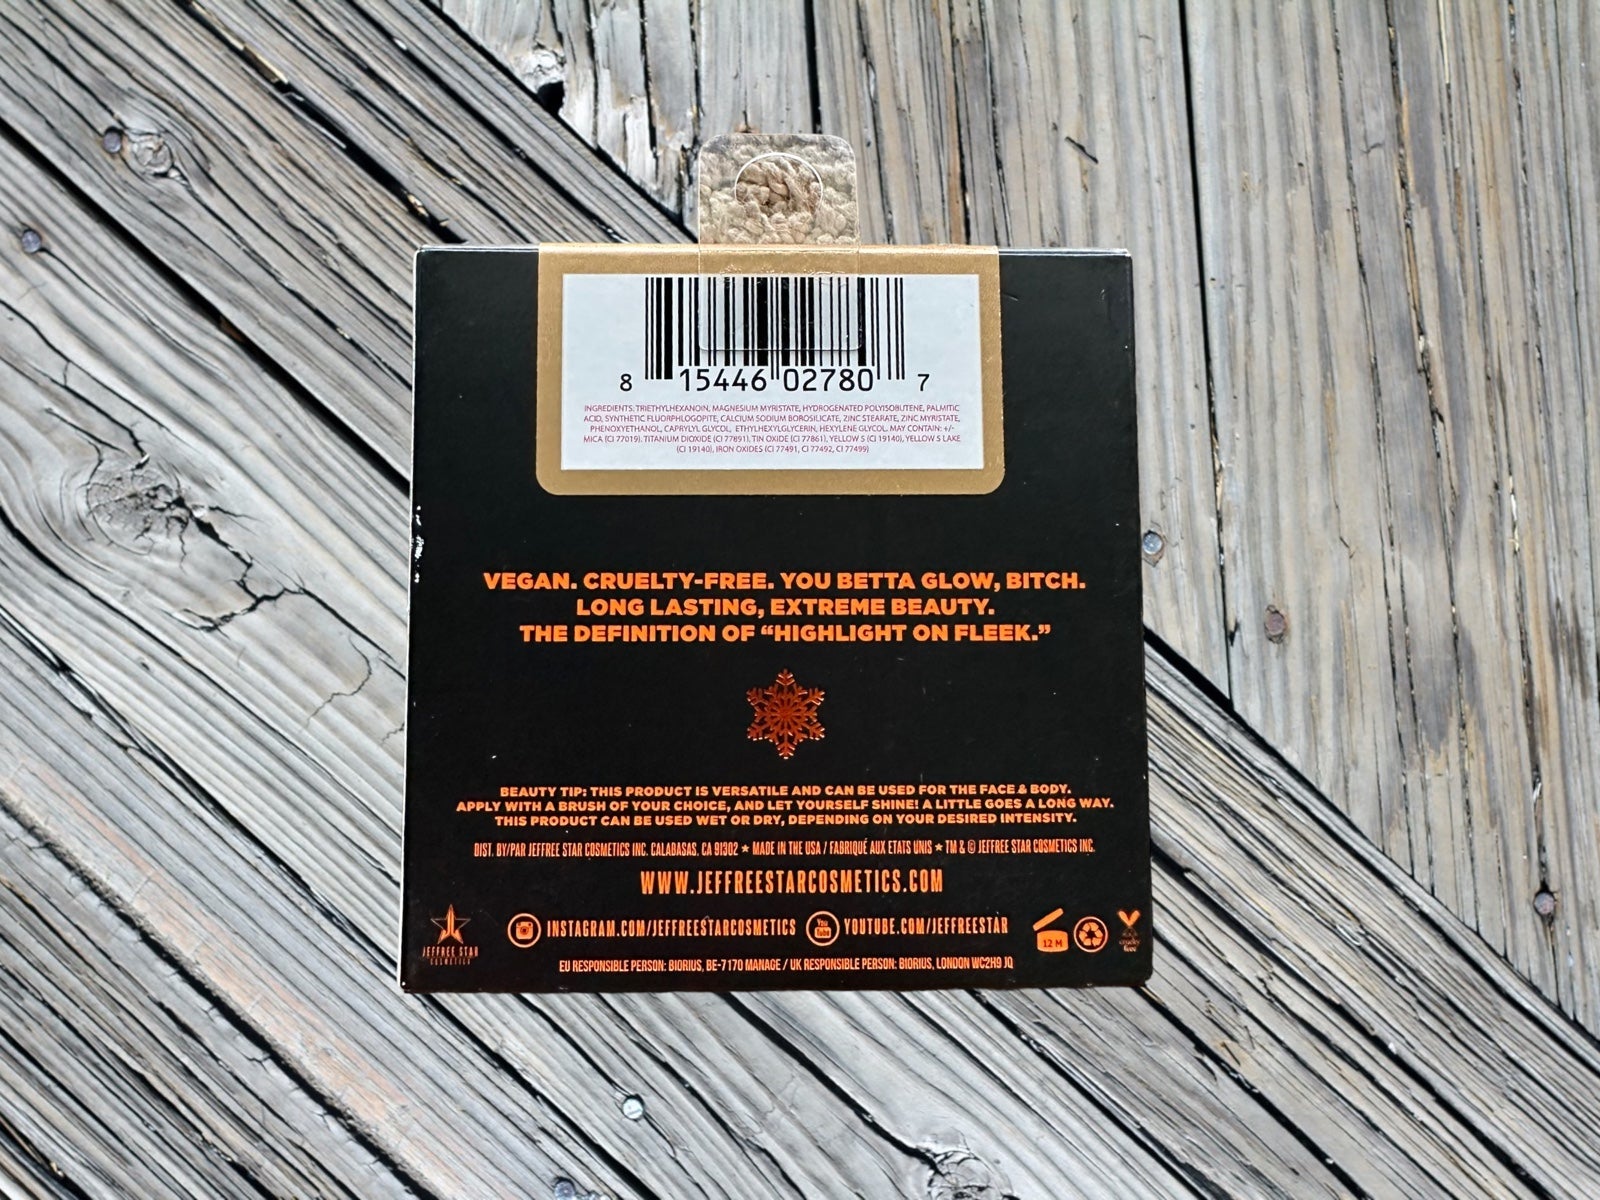 8 15446 02780 7
INGREDIENTS: TRIETHYLHEXANOIN, MAGNESIUM MYRISTATE, HYDROGENATED POLYISOBUTENE, PALMITIC
ACID, SYNTHETIC FLUORPHLOGOPITE, CALCIUM SODIUM BOROSILICATE, ZINC STEARATE, ZINC MYRISTATE,
PHENOXYETHANOL, CAPRYLYL GLYCOL, ETHYLHEXYLGLYCERIN, HEXYLENE GLYCOL. MAY CONTAIN: +/-
MICA (CI 77019), TITANIUM DIOXIDE (CI 77891), TIN OXIDE (CI 77861), YELLOW 5 (CI 19140), YELLOW 5 LAKE
(CI 19140), IRON OXIDES (CI 77491, CI 77492, CI 77499)
VEGAN. CRUELTY-FREE. YOU BETTA GLOW, BITCH.
LONG LASTING, EXTREME BEAUTY.
THE DEFINITION OF “HIGHLIGHT ON FLEEK.”
BEAUTY TIP: THIS PRODUCT IS VERSATILE AND CAN BE USED FOR THE FACE & BODY.
APPLY WITH A BRUSH OF YOUR CHOICE, AND LET YOURSELF SHINE! A LITTLE GOES A LONG WAY.
THIS PRODUCT CAN BE USED WET OR DRY, DEPENDING ON YOUR DESIRED INTENSITY.
DIST. BY/PAR JEFFREE STAR COSMETICS INC. CALABASAS, CA 91302 ★ MADE IN THE USA / FABRIQUÉ AUX ETATS UNIS ★ TM & © JEFFREE STAR COSMETICS INC.
WWW.JEFFREESTARCOSMETICS.COM
JEFFREE STAR
COSMETICS
INSTAGRAM.COM/JEFFREESTARCOSMETICS
You
Tube
YOUTUBE.COM/JEFFREESTAR
12 M
cruelty
free
EU RESPONSIBLE PERSON: BIORIUS, BE-7170 MANAGE / UK RESPONSIBLE PERSON: BIORIUS, LONDON WC2H9 JQ